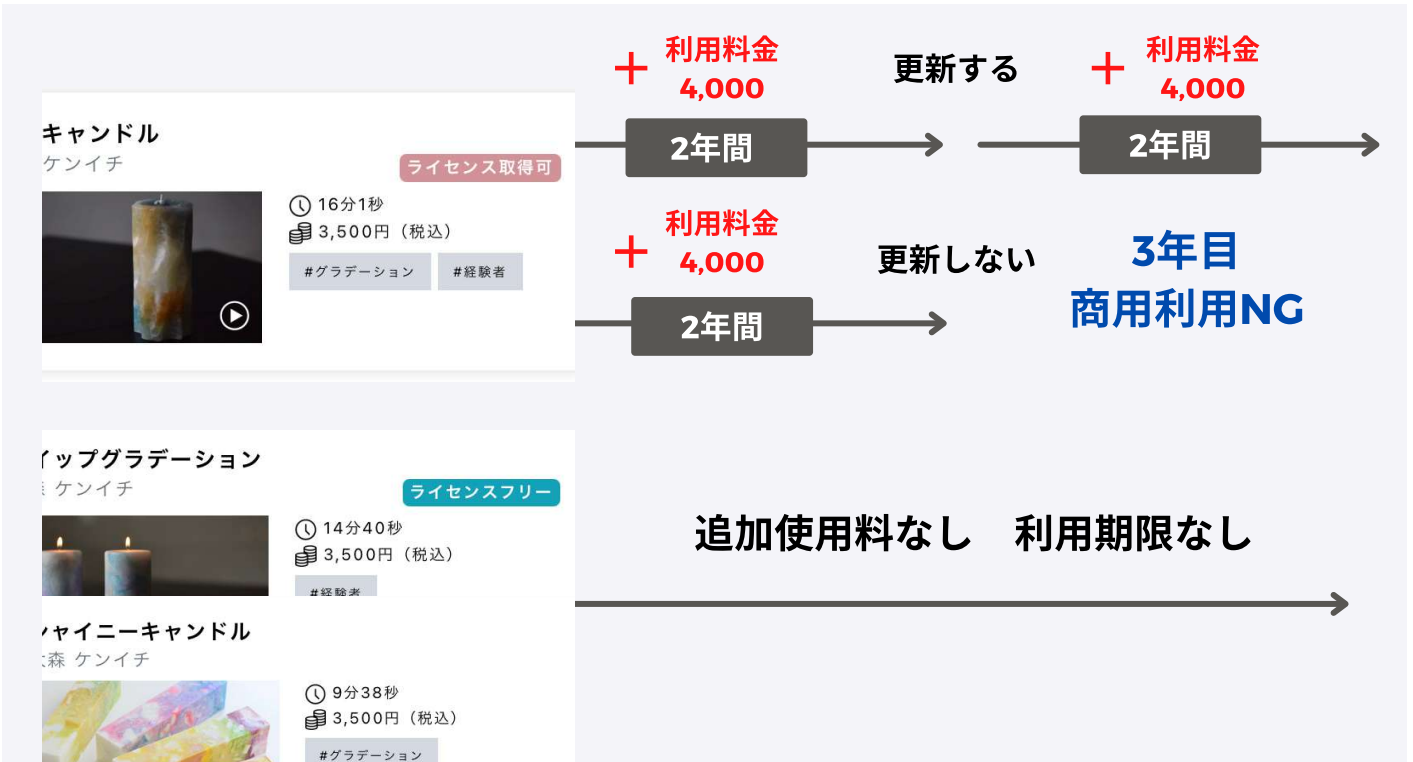 キャンドル
ケンイチ
ライセンス取得可
16分1秒
3,500円（税込）
#グラデーション
#経験者
+ 利用料金
4,000
2年間
更新する
+ 利用料金
4,000
2年間
+ 利用料金
4,000
2年間
更新しない
3年目
商用利用NG
イップグラデーション
ケンイチ
ライセンスフリー
14分40秒
3,500円（税込）
#経験者
追加使用料なし 利用期限なし
シャイニーキャンドル
大森 ケンイチ
9分38秒
3,500円（税込）
#グラデーション